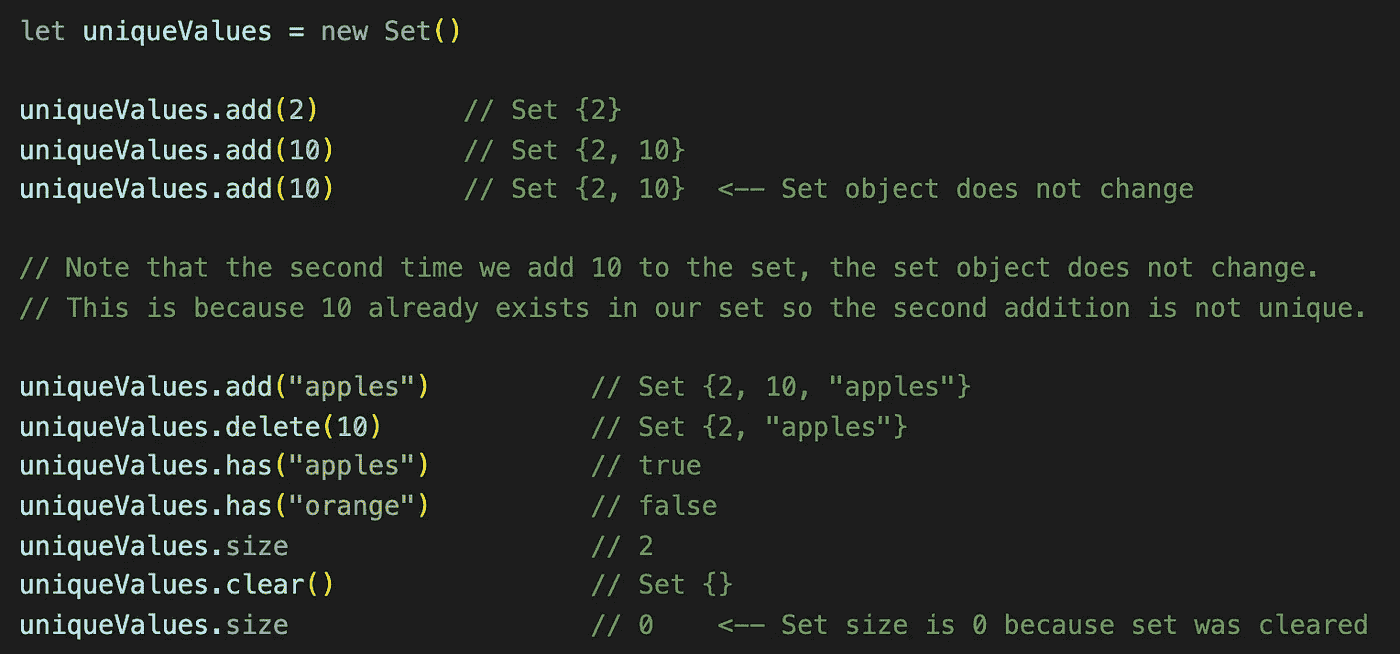 let uniqueValues = new Set()
uniqueValues.add(2)         // Set {2}
uniqueValues.add(10)        // Set {2, 10}
uniqueValues.add(10)        // Set {2, 10}  <-- Set object does not change
// Note that the second time we add 10 to the set, the set object does not change.
// This is because 10 already exists in our set so the second addition is not unique.
uniqueValues.add("apples")          // Set {2, 10, "apples"}
uniqueValues.delete(10)             // Set {2, "apples"}
uniqueValues.has("apples")          // true
uniqueValues.has("orange")          // false
uniqueValues.size                   // 2
uniqueValues.clear()                // Set {}
uniqueValues.size                   // 0    <-- Set size is 0 because set was cleared